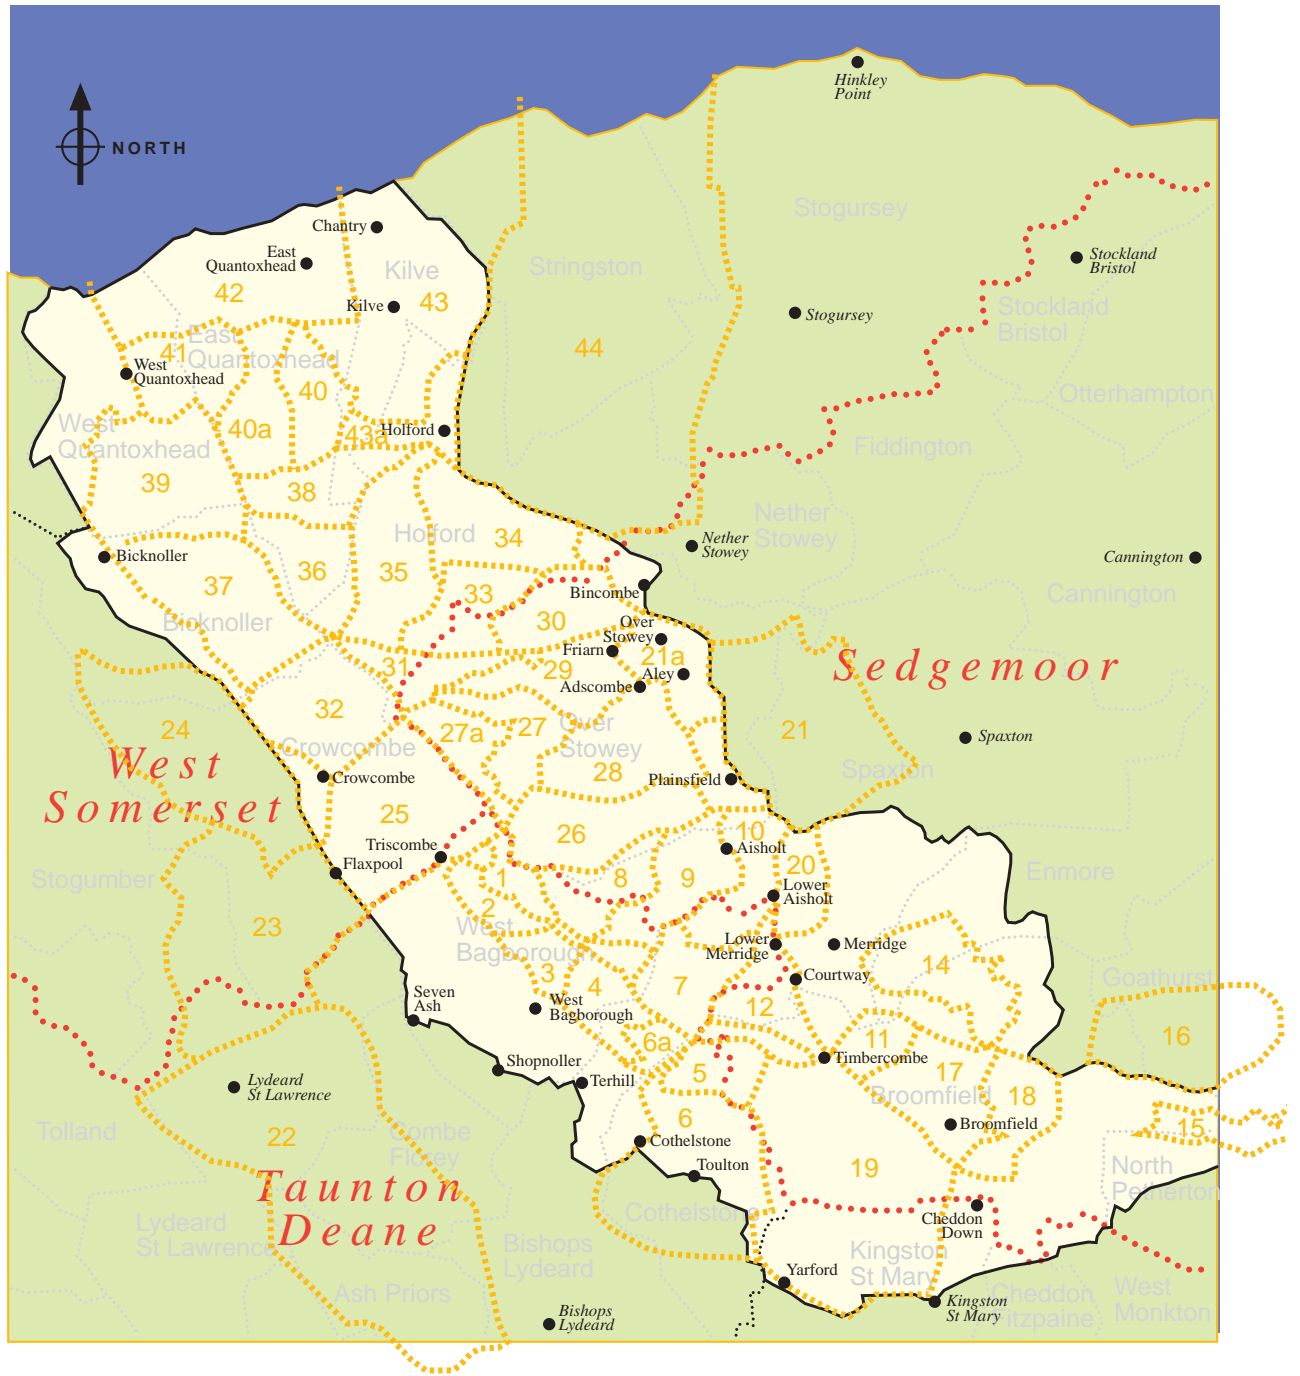 Hinkley
Point
NORTH
Stogursey
Chantry
East
Quantoxhead
Kilve
Stringston
Stockland
Bristol
42
Kilve
43
Stogursey
Stockland
Bristol
East
Quantoxhead
41
44
West
Quantoxhead
40
Otterhampton
West
Quantoxhead
40a
43a
Holford
Fiddington
39
38
Nether
Stowey
Holford
34
Nether
Stowey
Bicknoller
Cannington
37
36
35
33
Bincombe
Cannington
Bicknoller
30
Over
Stowey
Friarn
21a
31
29
Aley
Adscombe
Sedgemoor
32
24
27a
27
Over
Stowey
21
Spaxton
West
Somerset
Crowcombe
Crowcombe
28
Plainsfield
Spaxton
25
26
10
Triscombe
Aisholt
Flaxpool
20
Stogumber
1
8
9
Lower
Aisholt
Enmore
2
23
West
Bagborough
Lower
Merridge
Merridge
14
3
4
7
Courtway
Goathurst
Seven
Ash
West
Bagborough
12
16
6a
11
Timbercombe
Shopnoller
Terhill
5
17
Lydeard
St Lawrence
Broomfield
18
6
Broomfield
15
Tolland
22
Combe
Florey
Cothelstone
Toulton
19
North
Petherton
Taunton
Deane
Lydeard
St Lawrence
Cothelstone
Cheddon
Down
Bishops
Lydeard
Kingston
St Mary
Yarford
Ash Priors
Kingston
St Mary
Cheddon
Fitzpaine
West
Monkton
Bishops
Lydeard